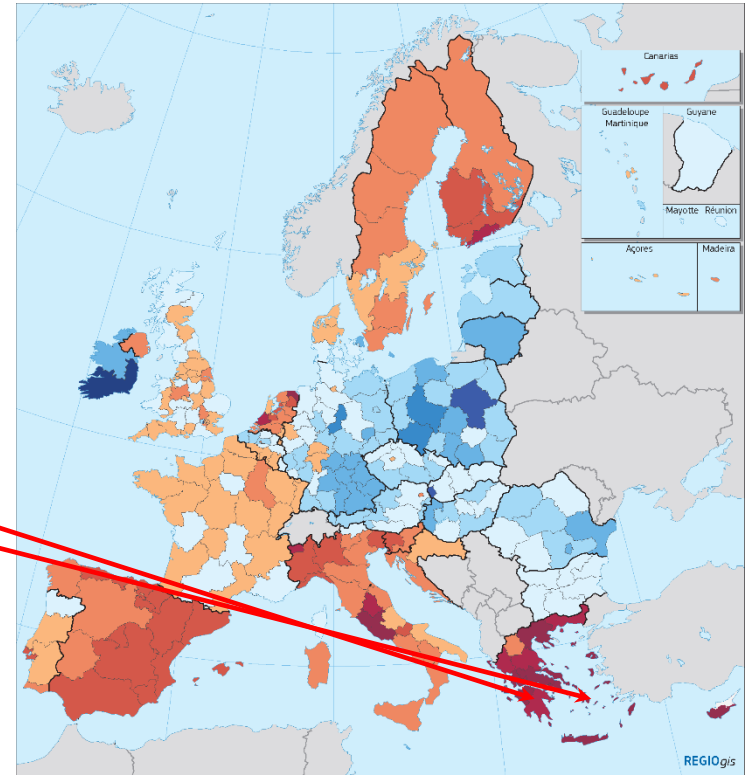 Canarias
Guadeloupe
Martinique
Guyane
Mayotte
Réunion
Açores
Madeira
REGIOgis